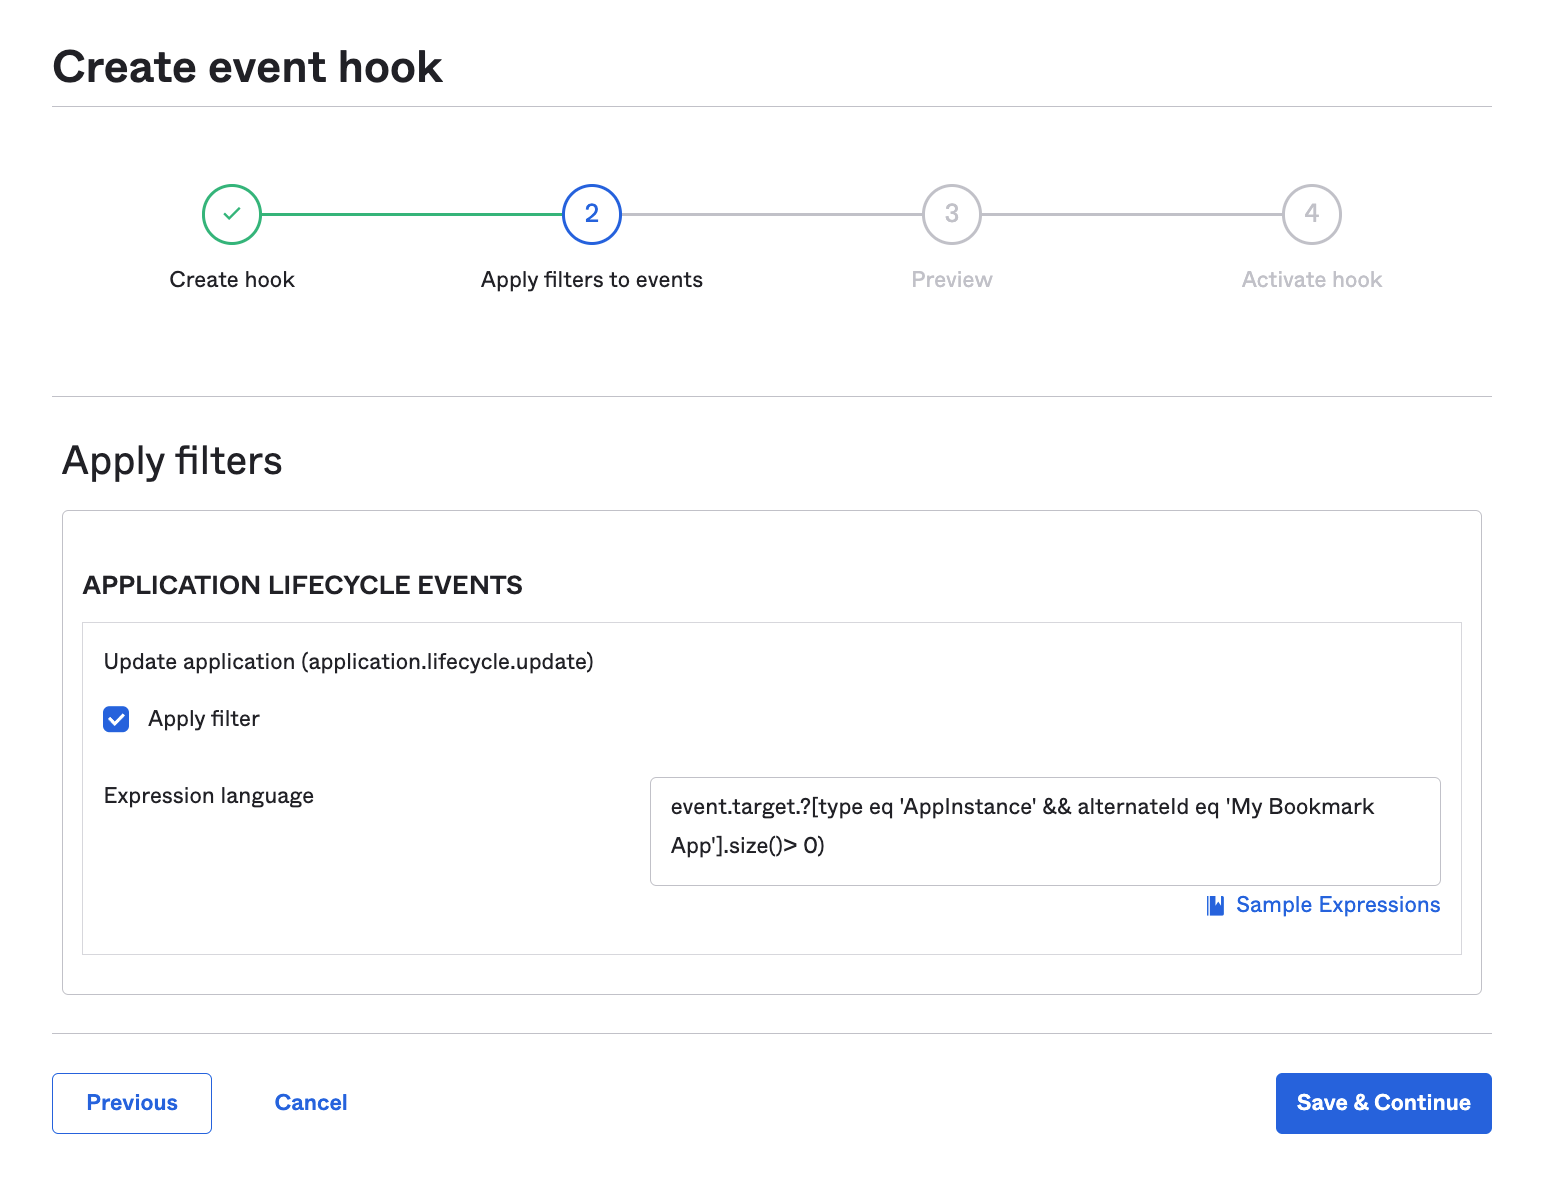 Create event hook
2
3
4
Create hook
Apply filters to events
Preview
Activate hook
Apply filters
APPLICATION LIFECYCLE EVENTS
Update application (application.lifecycle.update)
Apply filter
Expression language
event.target.?[type eq 'AppInstance' && alternateId eq 'My Bookmark
App'].size()> 0)
Sample Expressions
Previous
Cancel
Save & Continue